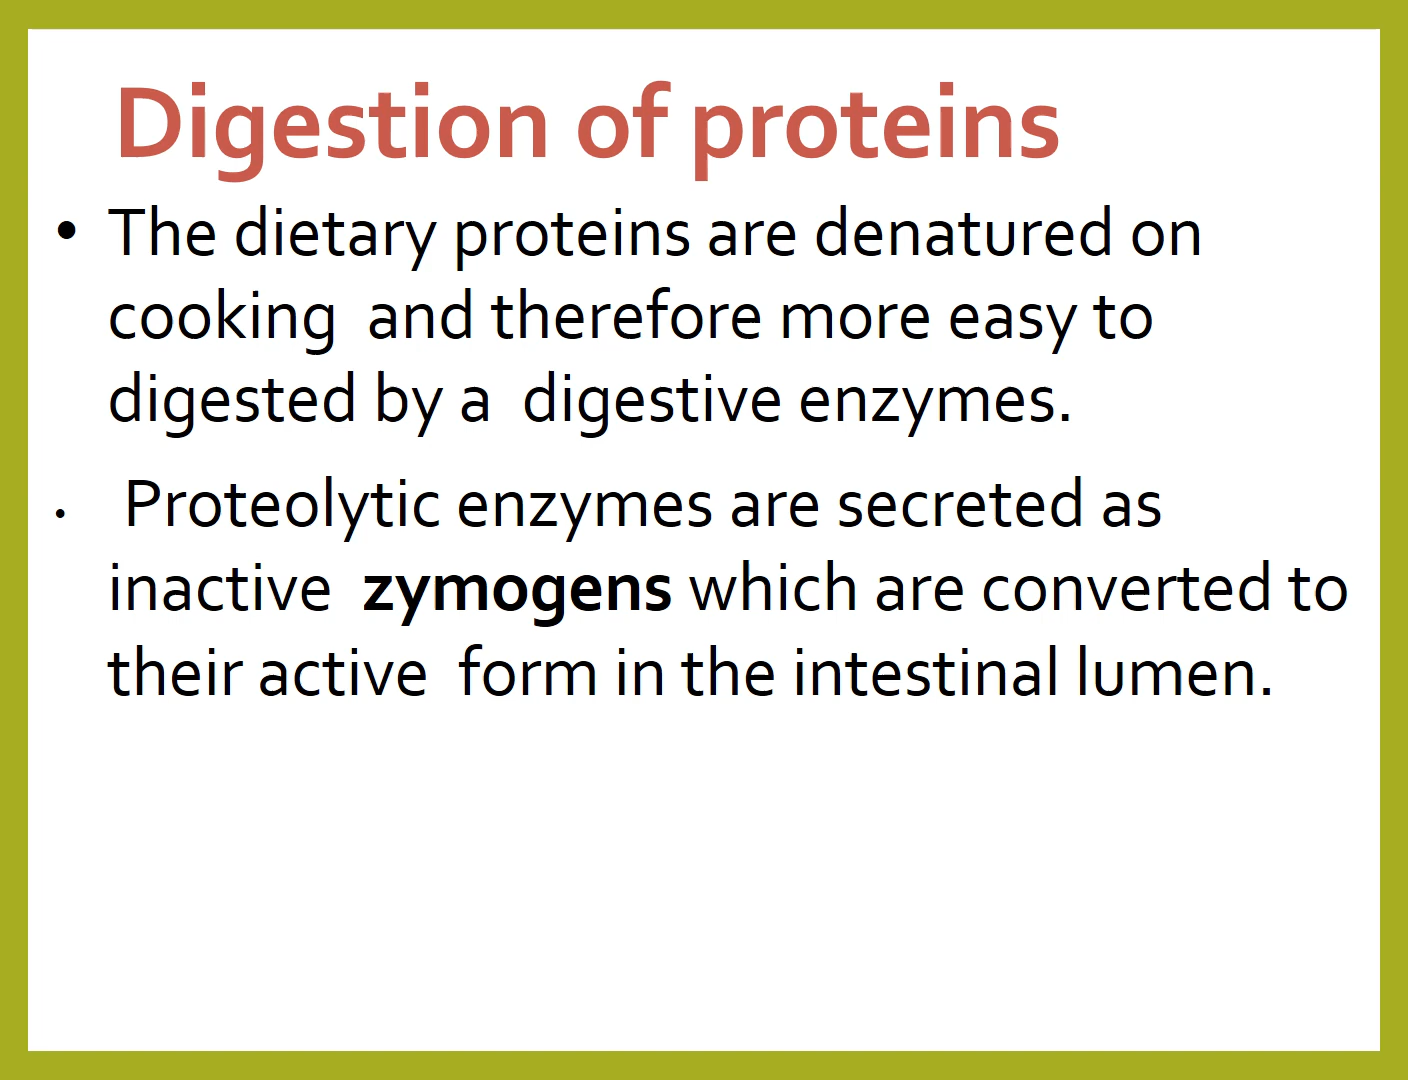 Digestion of proteins
• The dietary proteins are denatured on
cooking  and therefore more easy to
digested by a  digestive enzymes.
•  Proteolytic enzymes are secreted as
inactive  zymogens which are converted to
their active  form in the intestinal lumen.